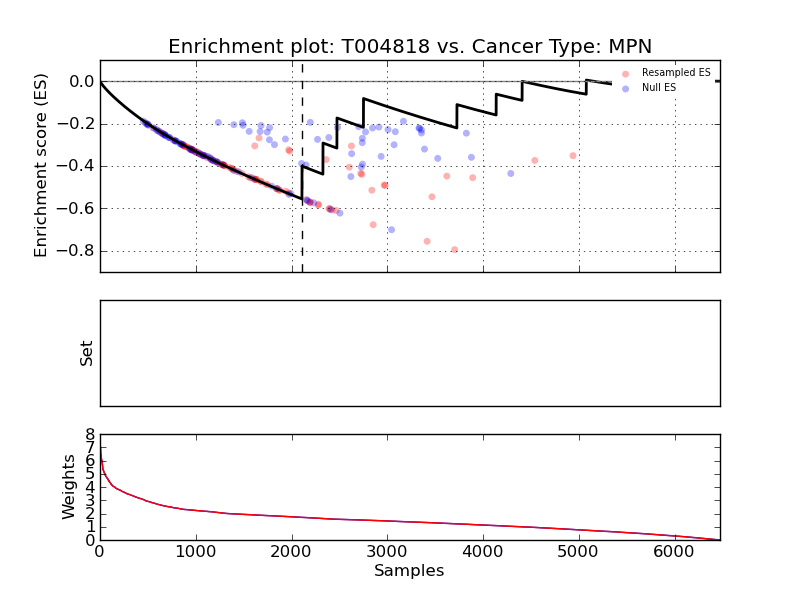 Enrichment plot: T004818 vs. Cancer Type: MPN
Enrichment score (ES)
0.0
−0.2
−0.4
−0.6
−0.8
Resampled ES
Null ES
Set
Weights
8
7
6
5
4
3
2
1
0
0 1000 2000 3000 4000 5000 6000
Samples